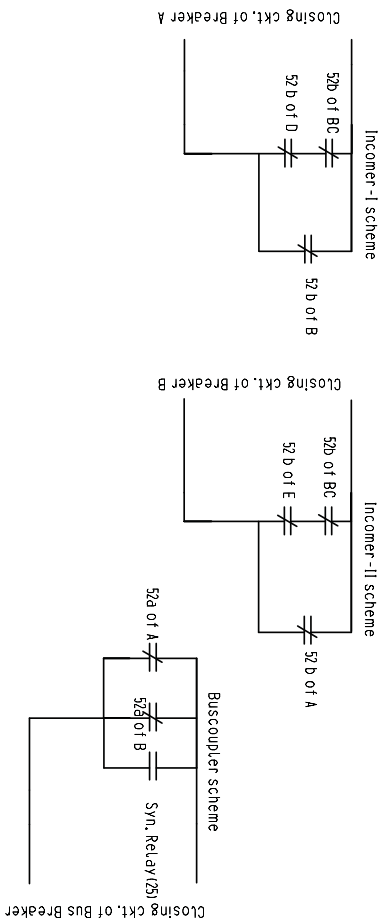 Incomer-I scheme
52b of BC
52 b of D
52 b of B
Closing ckt. of Breaker A
Incomer-II scheme
52b of BC
52 b of E
52 b of A
Closing ckt. of Breaker B
Buscoupler scheme
52a of A
52a of B
Syn. Relay(25)
Closing ckt. of Bus Breaker